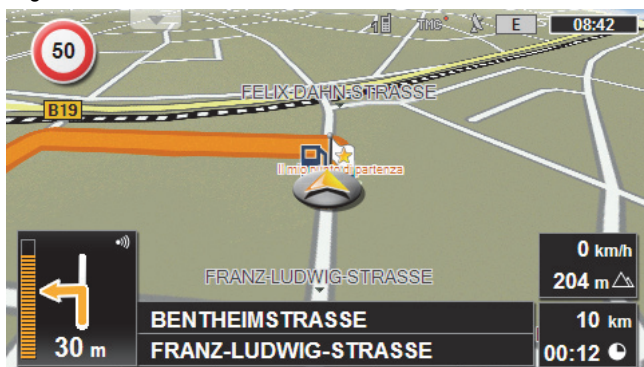 50
TMC
E
08:42
FELIX-DAHN-STRASSE
B19
Il mio punto di partenza
FRANZ-LUDWIG-STRASSE
0 km/h
204 m
30 m
BENTHEIMSTRASSE
FRANZ-LUDWIG-STRASSE
10 km
00:12